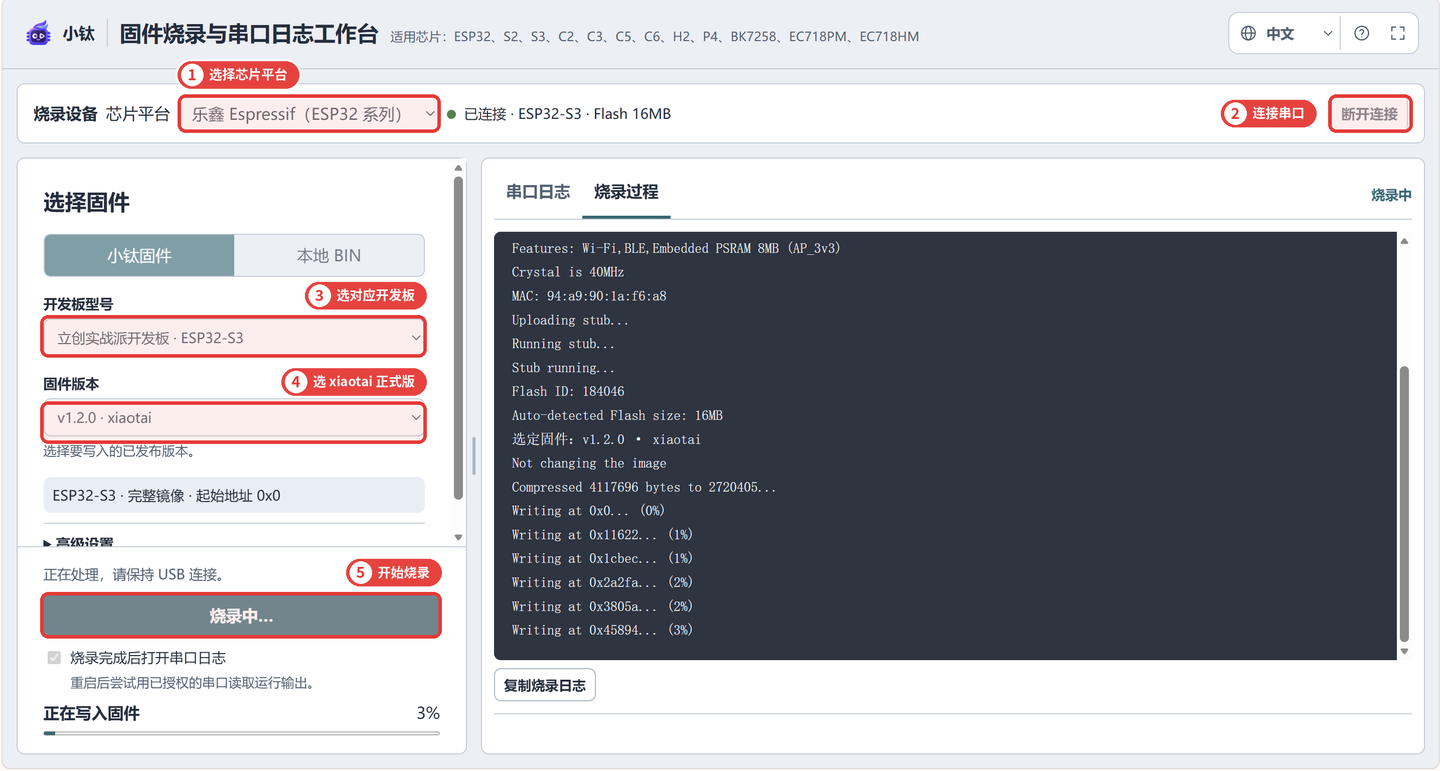 小钛 固件烧录与串口日志工作台 适用芯片：ESP32、S2、S3、C2、C3、C5、C6、H2、P4、BK7258、EC718PM、EC718HM 中文
1 选择芯片平台
烧录设备 芯片平台 乐鑫 Espressif（ESP32 系列） 已连接 · ESP32-S3 · Flash 16MB 2 连接串口 断开连接
选择固件
小钛固件 本地 BIN
开发板型号 3 选对应开发板
立创实战派开发板 · ESP32-S3
固件版本 4 选 xiaotai 正式版
v1.2.0 · xiaotai
选择要写入的已发布版本。
ESP32-S3 · 完整镜像 · 起始地址 0x0
高级设置
正在处理，请保持 USB 连接。 5 开始烧录
烧录中...
烧录完成后打开串口日志
重启后尝试用已授权的串口读取运行输出。
正在写入固件 3%
串口日志 烧录过程 烧录中
Features: Wi-Fi,BLE,Embedded PSRAM 8MB (AP_3v3)
Crystal is 40MHz
MAC: 94:a9:90:1a:f6:a8
Uploading stub...
Running stub...
Stub running...
Flash ID: 184046
Auto-detected Flash size: 16MB
选定固件：v1.2.0 · xiaotai
Not changing the image
Compressed 4117696 bytes to 2720405...
Writing at 0x0... (0%)
Writing at 0x11622... (1%)
Writing at 0x1cbec... (1%)
Writing at 0x2a2fa... (2%)
Writing at 0x3805a... (2%)
Writing at 0x45894... (3%)
复制烧录日志